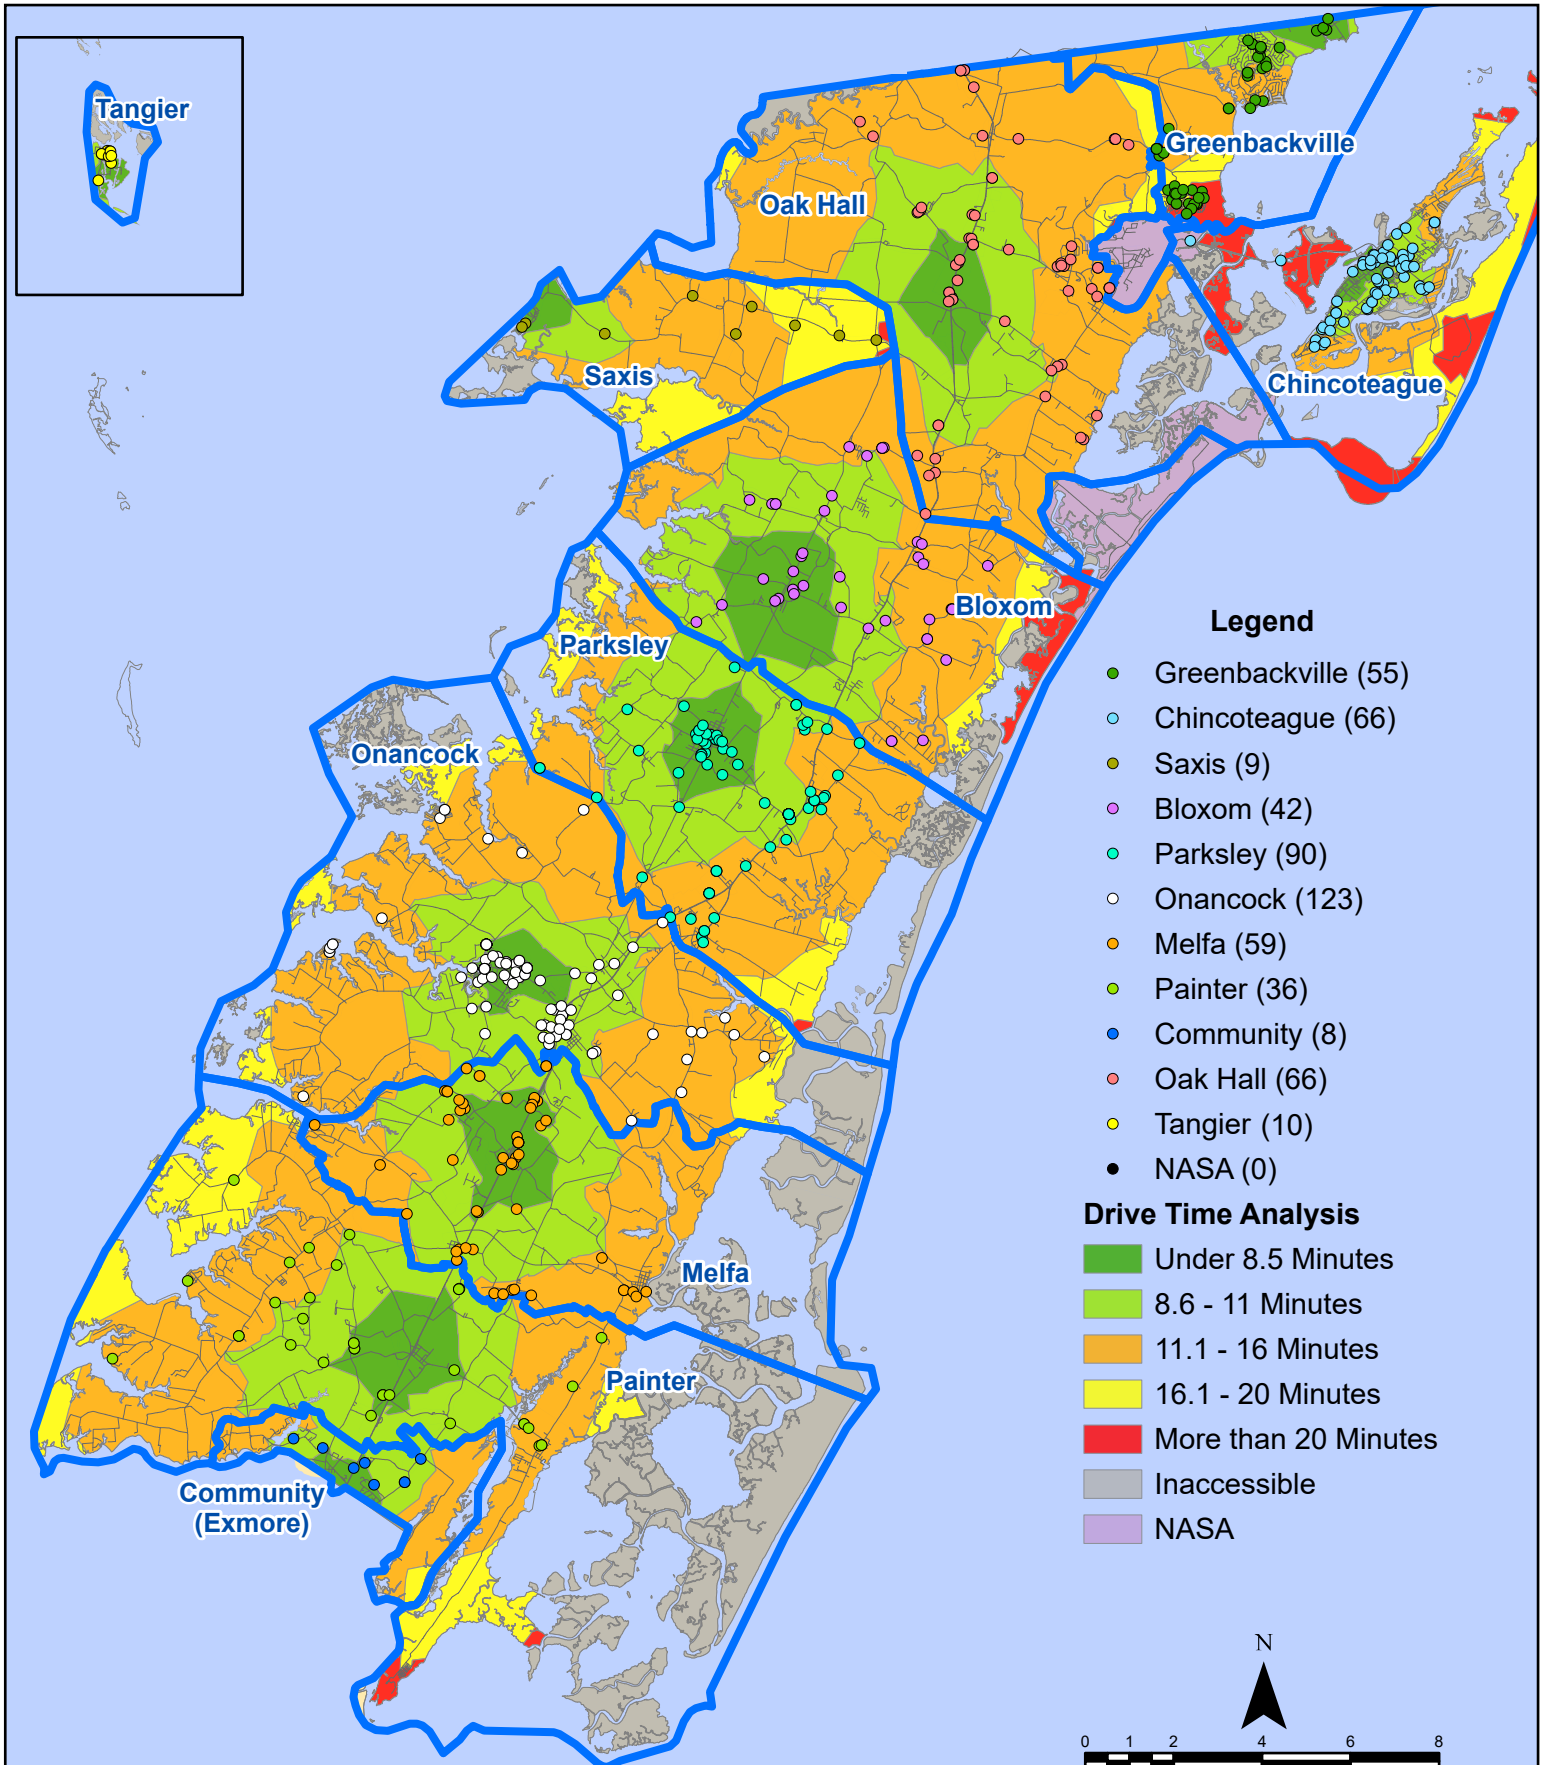 Tangier
Greenbackville
Oak Hall
Saxis
Chincoteague
Bloxom
Parksley
Onancock
Melfa
Painter
Community
(Exmore)
Legend
Greenbackville (55)
Chincoteague (66)
Saxis (9)
Bloxom (42)
Parksley (90)
Onancock (123)
Melfa (59)
Painter (36)
Community (8)
Oak Hall (66)
Tangier (10)
NASA (0)
Drive Time Analysis
Under 8.5 Minutes
8.6 - 11 Minutes
11.1 - 16 Minutes
16.1 - 20 Minutes
More than 20 Minutes
Inaccessible
NASA
N
0 1 2 4 6 8